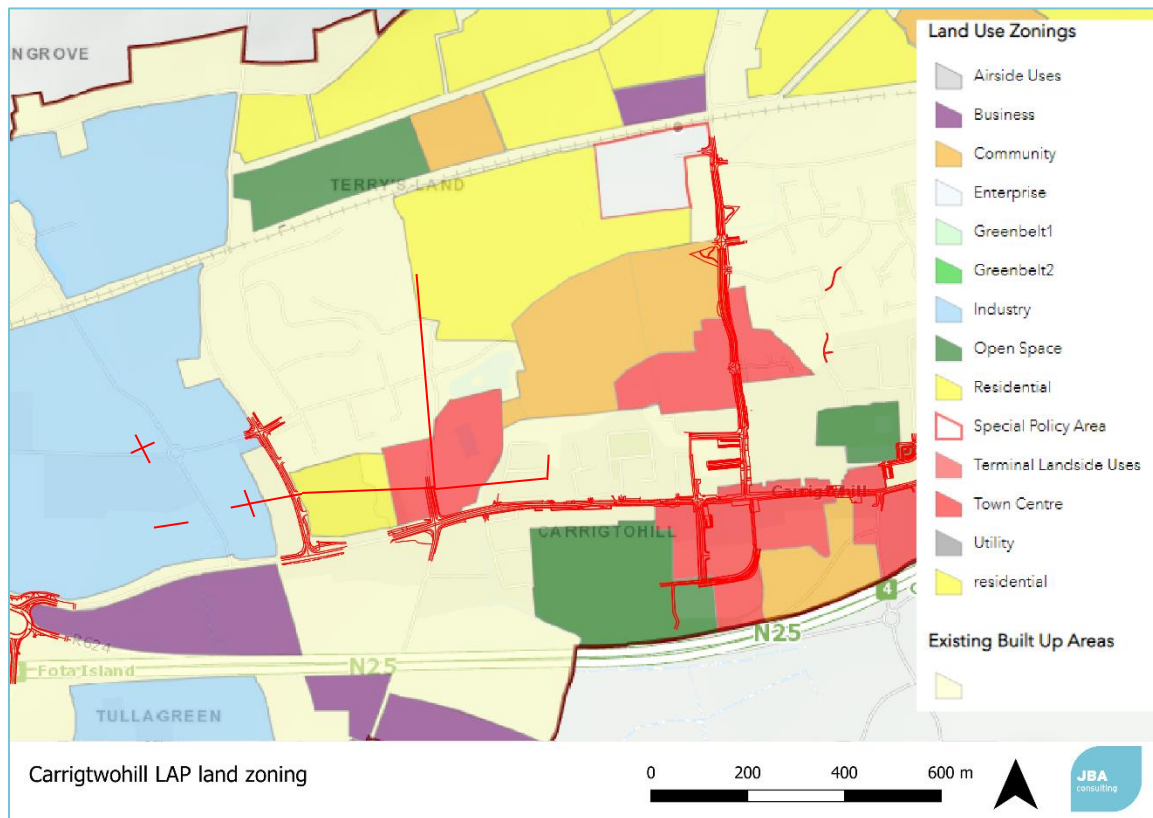 NGROVE
TERRY'S LAND
CARRIGTOHILL
Carrigtwohill
4
N25
R624
Fota Island
N25
TULLAGREEN
Land Use Zonings
Airside Uses
Business
Community
Enterprise
Greenbelt1
Greenbelt2
Industry
Open Space
Residential
Special Policy Area
Terminal Landside Uses
Town Centre
Utility
residential
Existing Built Up Areas
Carrigtwohill LAP land zoning
0 200 400 600 m
JBA
consulting